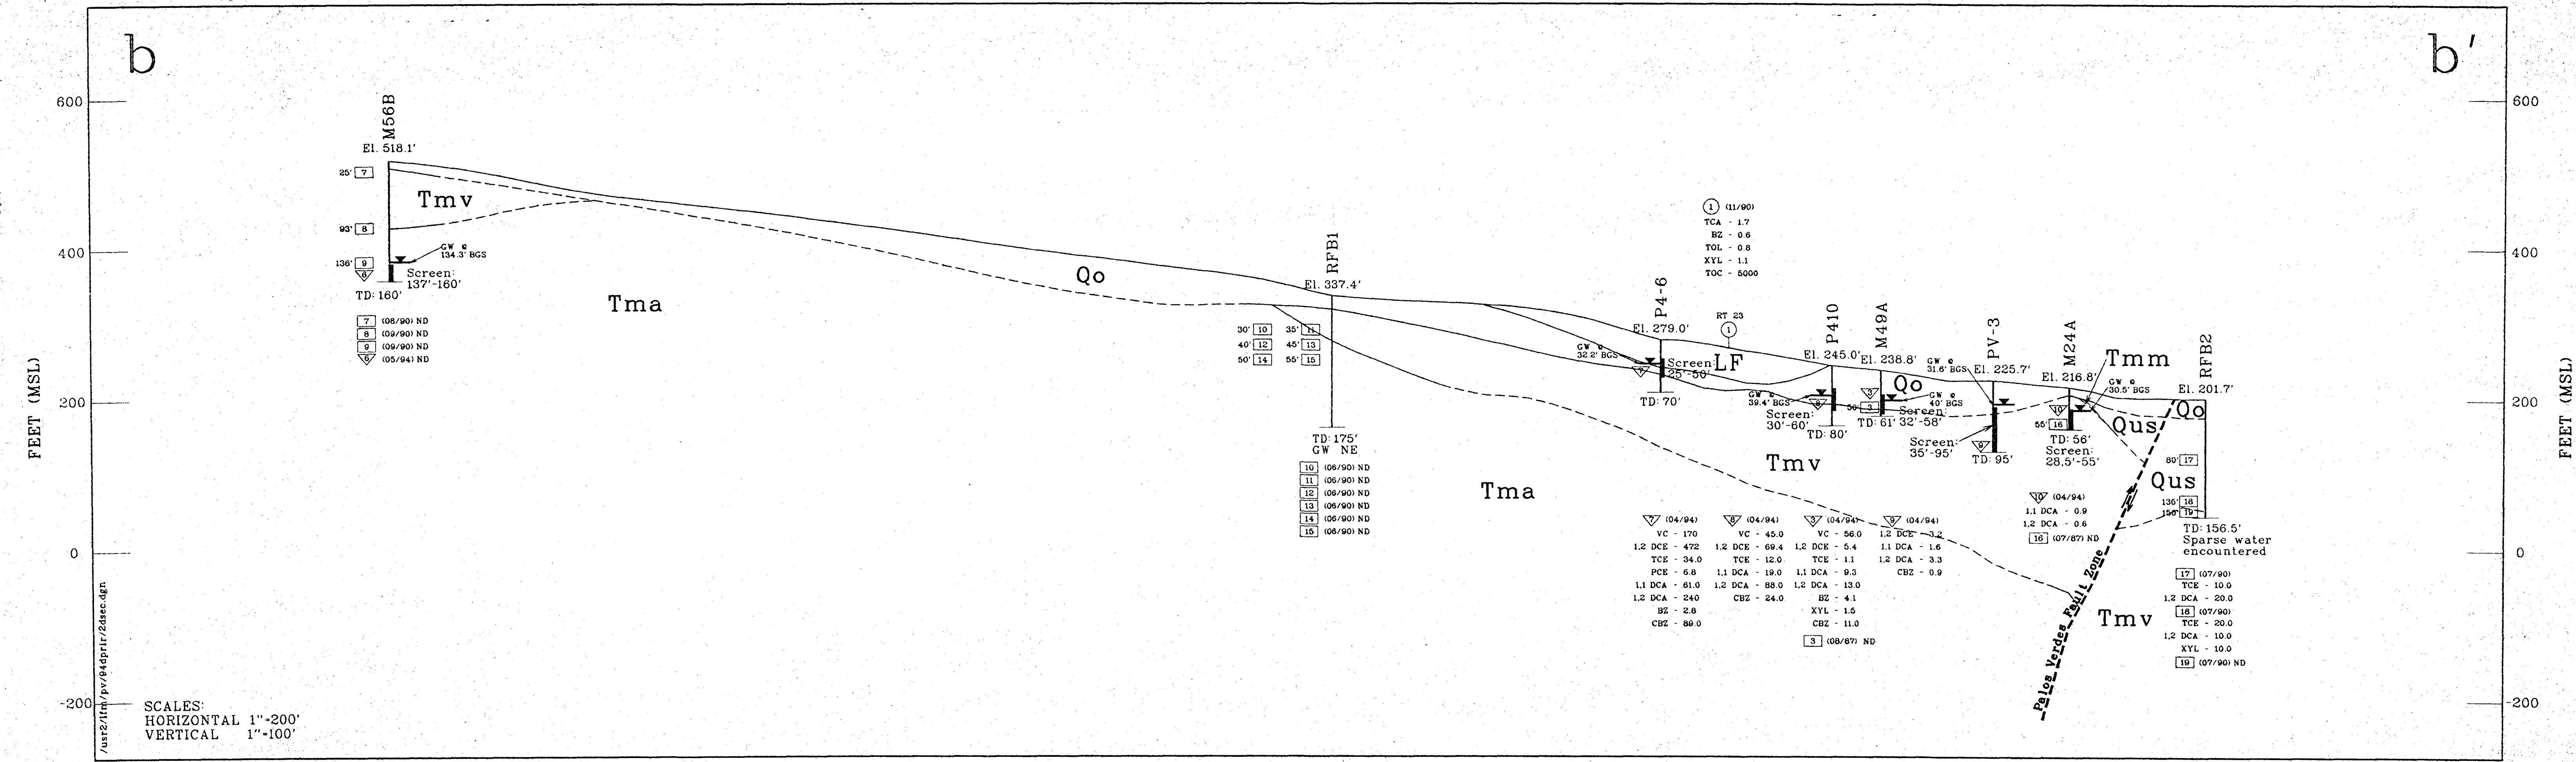 b
b'
600
400
200
0
-200
FEET (MSL)
M56B
El. 518.1'
25' 7
Tmv
93' 8
GW @
134.3' BGS
136' 9
6
Screen:
137'-160'
TD: 160'
7 (08/90) ND
8 (09/90) ND
9 (09/90) ND
6 (05/94) ND
Tma
Qo
RFB1
El. 337.4'
30' 10 35' 11
40' 12 45' 13
50' 14 55' 15
TD: 175'
GW NE
10 (06/90) ND
11 (06/90) ND
12 (06/90) ND
13 (06/90) ND
14 (06/90) ND
15 (06/90) ND
Tma
1 (11/90)
TCA - 1.7
BZ - 0.6
TOL - 0.8
XYL - 1.1
TOC - 5000
RT 23
1
P4-6
El. 279.0'
GW @
32.2' BGS
7
Screen:
25'-50'
TD: 70'
LF
P410
El. 245.0'
GW @
39.4' BGS
8
Screen:
30'-60'
TD: 80'
M49A
El. 238.8'
3
50' 3
Qo
GW @
40' BGS
Screen:
32'-58'
TD: 61'
PV-3
El. 225.7'
GW @
31.6' BGS
Screen:
35'-95'
9
TD: 95'
M24A
El. 216.8'
Tmm
GW @
30.5' BGS
10
55' 16
TD: 56'
Screen:
28.5'-55'
Qus
RFB2
El. 201.7'
Qo
80' 17
Qus
136' 18
156' 19
TD: 156.5'
Sparse water
encountered
Tmv
7 (04/94)
VC - 170
1,2 DCE - 472
TCE - 34.0
PCE - 6.8
1,1 DCA - 61.0
1,2 DCA - 240
BZ - 2.8
CBZ - 89.0
8 (04/94)
VC - 45.0
1,2 DCE - 69.4
TCE - 12.0
1,1 DCA - 19.0
1,2 DCA - 88.0
CBZ - 24.0
3 (04/94)
VC - 56.0
1,2 DCE - 5.4
TCE - 1.1
1,1 DCA - 9.3
1,2 DCA - 13.0
BZ - 4.1
XYL - 1.5
CBZ - 11.0
3 (08/87) ND
9 (04/94)
1,2 DCE - 3.2
1,1 DCA - 1.6
1,2 DCA - 3.3
CBZ - 0.9
10 (04/94)
1,1 DCA - 0.9
1,2 DCA - 0.6
16 (07/87) ND
Palos Verdes Fault Zone
Tmv
17 (07/90)
TCE - 10.0
1,2 DCA - 20.0
18 (07/90)
TCE - 20.0
1,2 DCA - 10.0
XYL - 10.0
19 (07/90) ND
600
400
200
0
-200
FEET (MSL)
/usr2/lfm/pv/94dprlr/2dsec.dgn
SCALES:
HORIZONTAL 1"-200'
VERTICAL 1"-100'